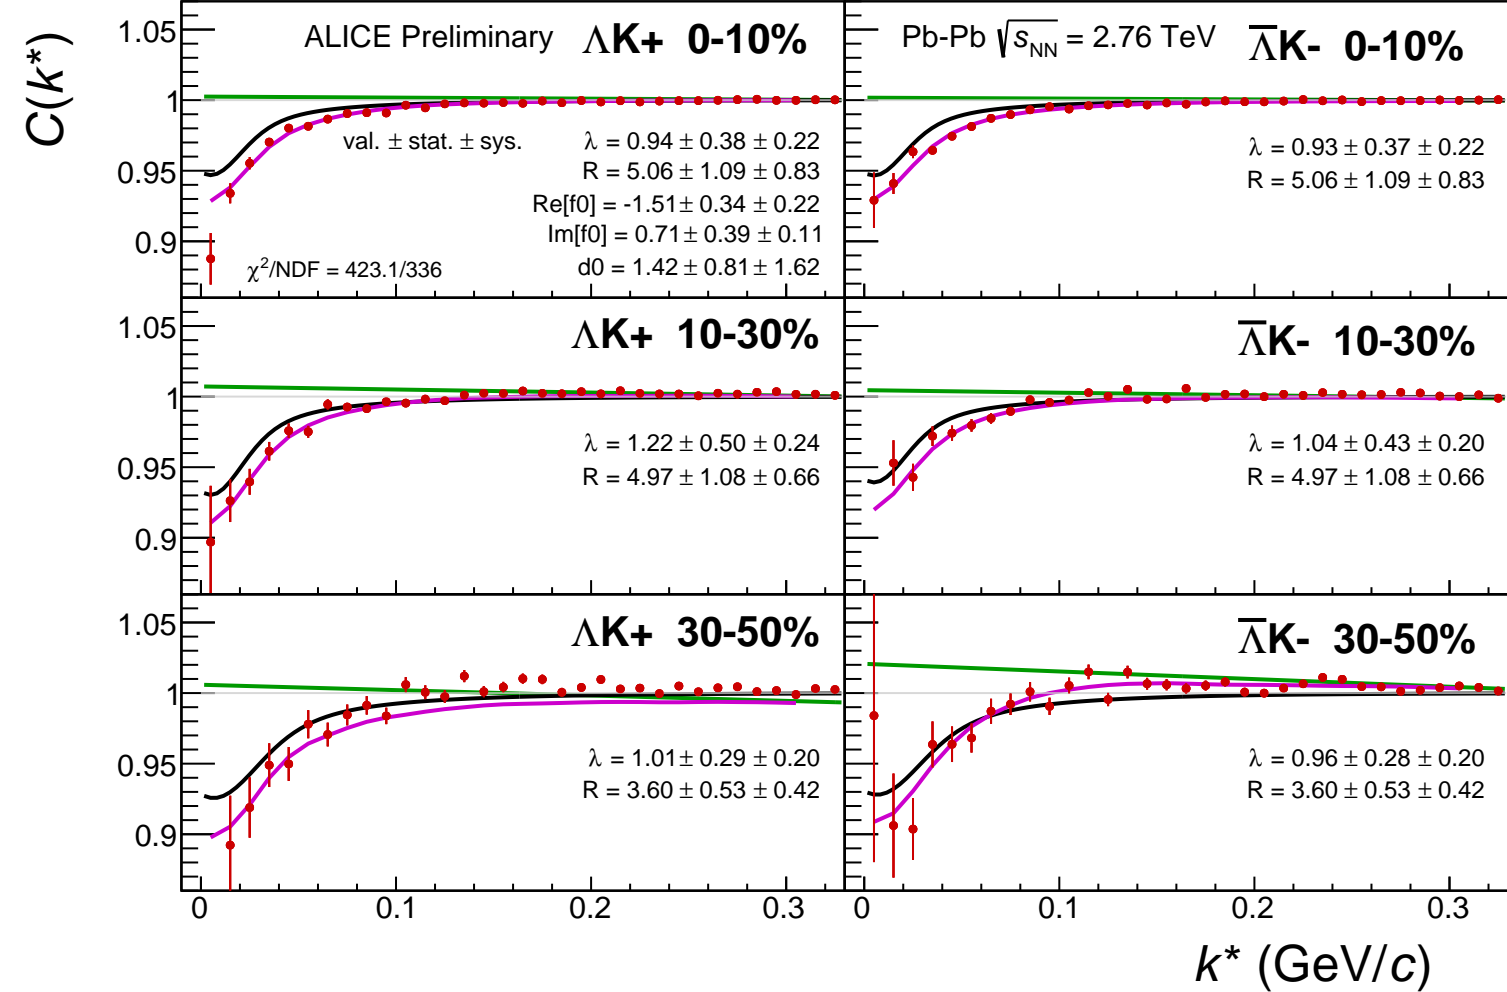 C(k*)
ALICE Preliminary ΛK+ 0-10%
1.05
1
0.95
0.9
val. ± stat. ± sys.
λ = 0.94 ± 0.38 ± 0.22
R = 5.06 ± 1.09 ± 0.83
Re[f0] = -1.51 ± 0.34 ± 0.22
Im[f0] = 0.71 ± 0.39 ± 0.11
d0 = 1.42 ± 0.81 ± 1.62
χ²/NDF = 423.1/336
Pb-Pb √sNN = 2.76 TeV Λ̅K- 0-10%
λ = 0.93 ± 0.37 ± 0.22
R = 5.06 ± 1.09 ± 0.83
ΛK+ 10-30%
1.05
1
0.95
0.9
λ = 1.22 ± 0.50 ± 0.24
R = 4.97 ± 1.08 ± 0.66
Λ̅K- 10-30%
λ = 1.04 ± 0.43 ± 0.20
R = 4.97 ± 1.08 ± 0.66
ΛK+ 30-50%
1.05
1
0.95
0.9
λ = 1.01 ± 0.29 ± 0.20
R = 3.60 ± 0.53 ± 0.42
Λ̅K- 30-50%
λ = 0.96 ± 0.28 ± 0.20
R = 3.60 ± 0.53 ± 0.42
0 0.1 0.2 0.3
0 0.1 0.2 0.3
k* (GeV/c)